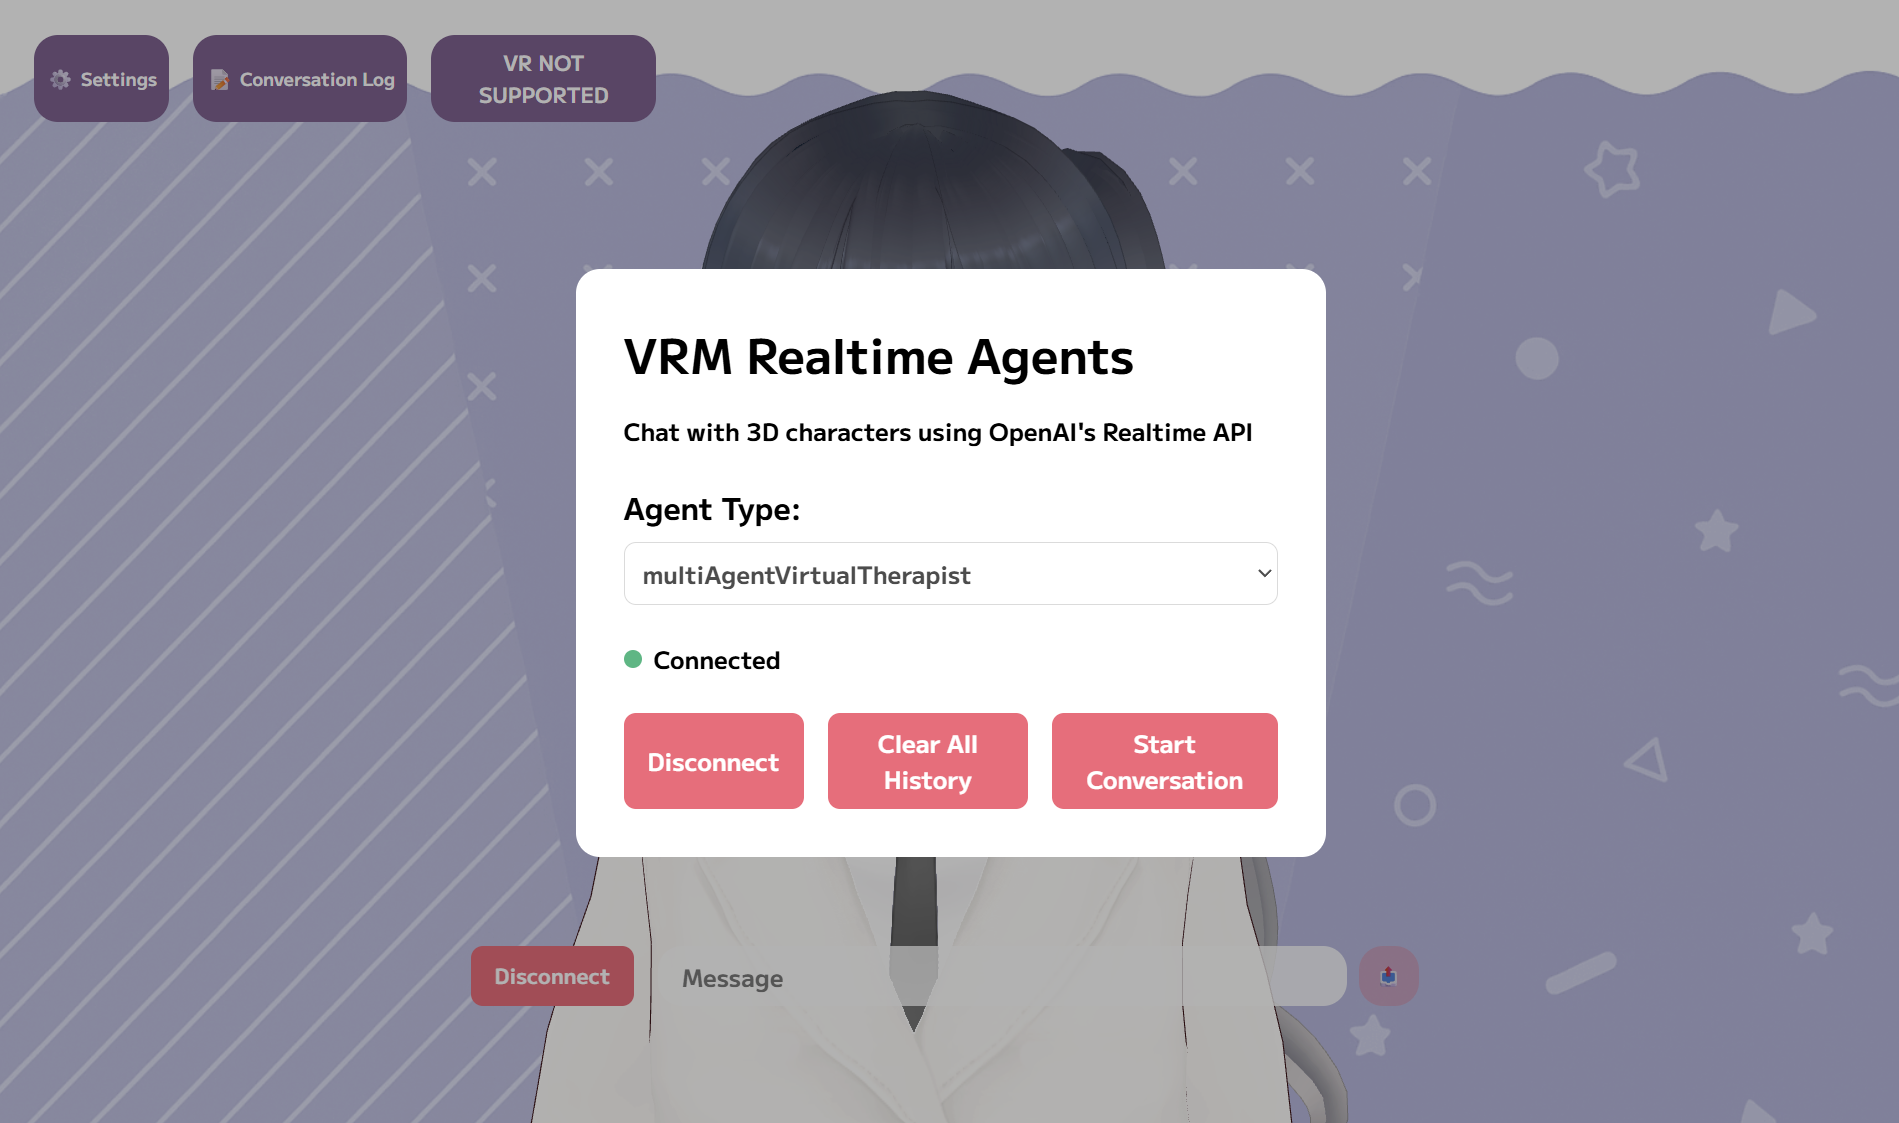 Settings
Conversation Log
VR NOT
SUPPORTED
VRM Realtime Agents
Chat with 3D characters using OpenAI's Realtime API
Agent Type:
multiAgentVirtualTherapist
Connected
Disconnect
Clear All
History
Start
Conversation
Disconnect
Message